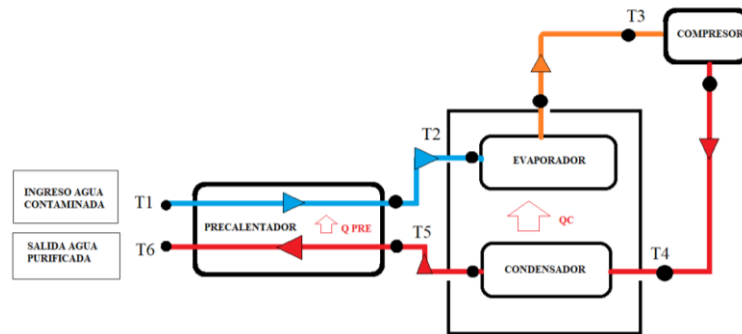 T3
COMPRESOR
T2
EVAPORADOR
INGRESO AGUA
CONTAMINADA
T1
PRECALENTADOR
Q PRE
T5
QC
SALIDA AGUA
PURIFICADA
T6
CONDENSADOR
T4